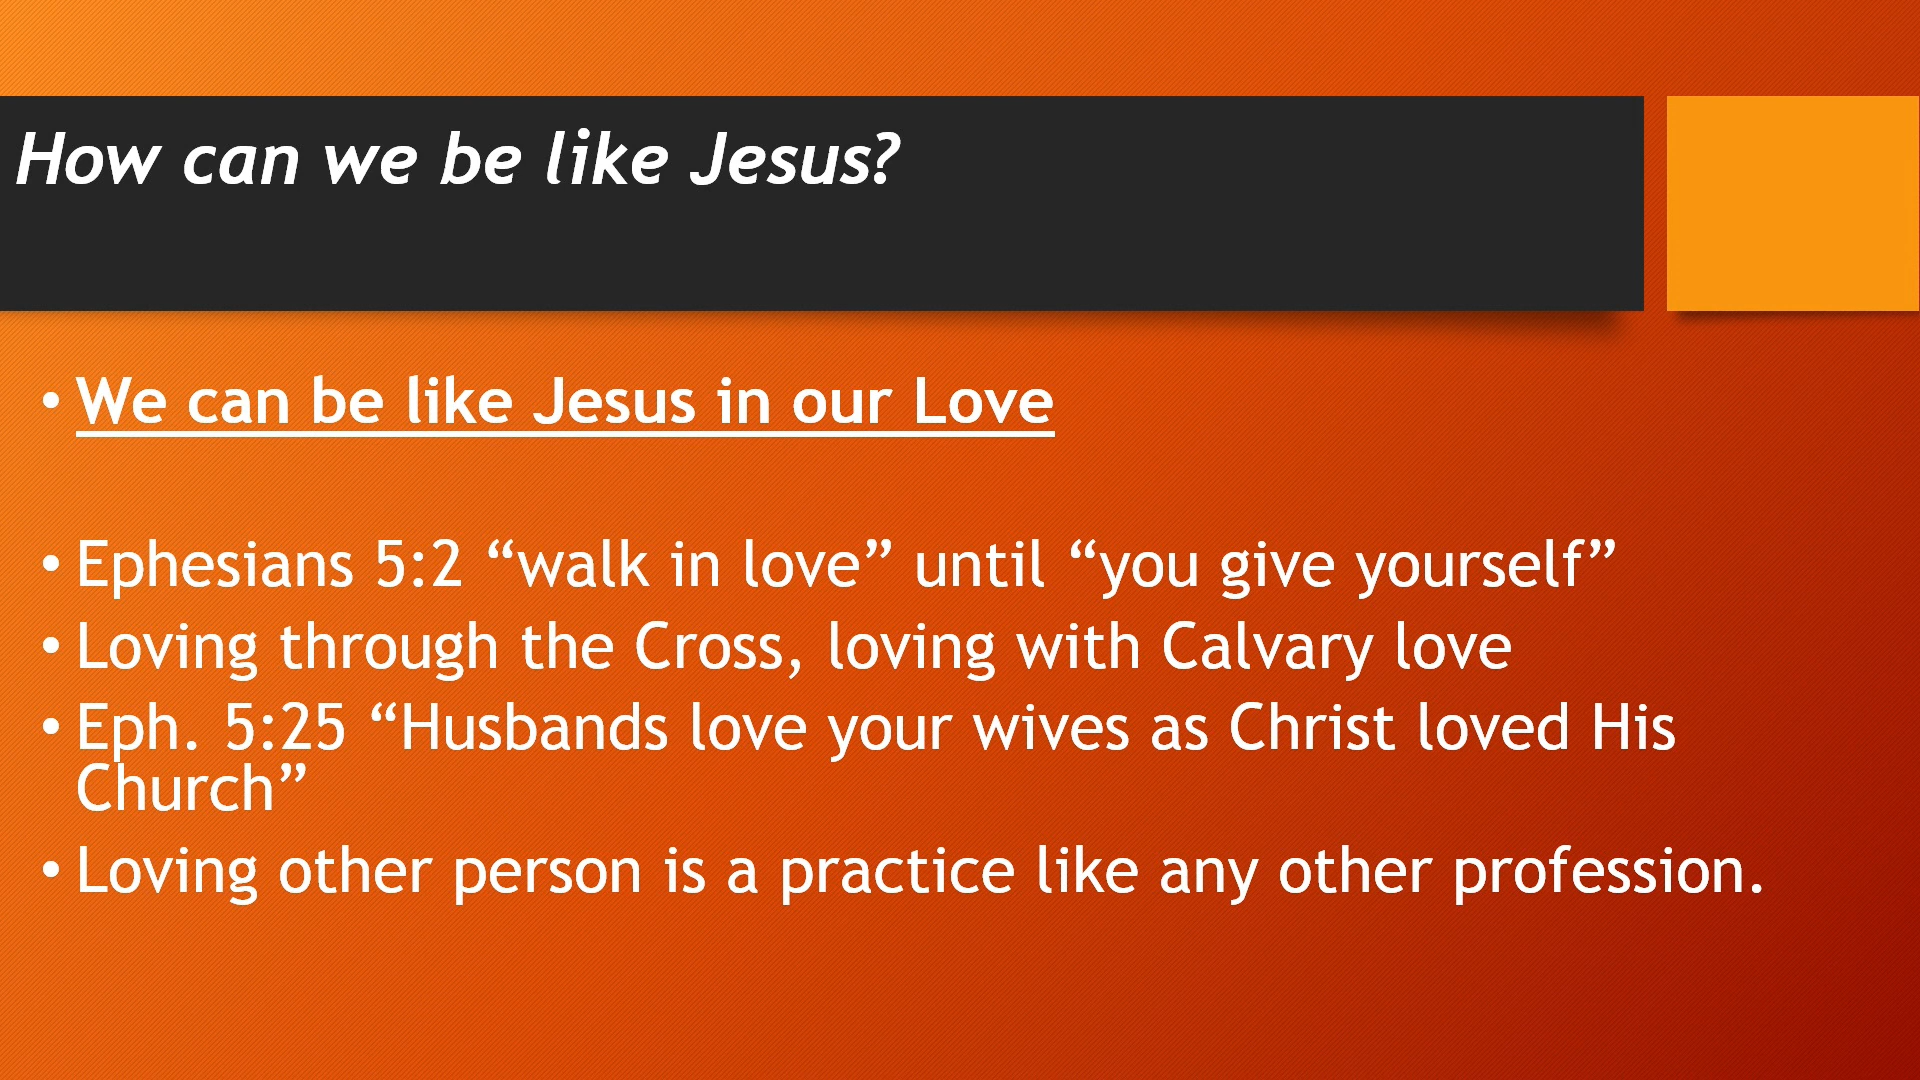 How can we be like Jesus?
• We can be like Jesus in our Love
• Ephesians 5:2 “walk in love” until “you give yourself”
• Loving through the Cross, loving with Calvary love
• Eph. 5:25 “Husbands love your wives as Christ loved His
Church”
• Loving other person is a practice like any other profession.